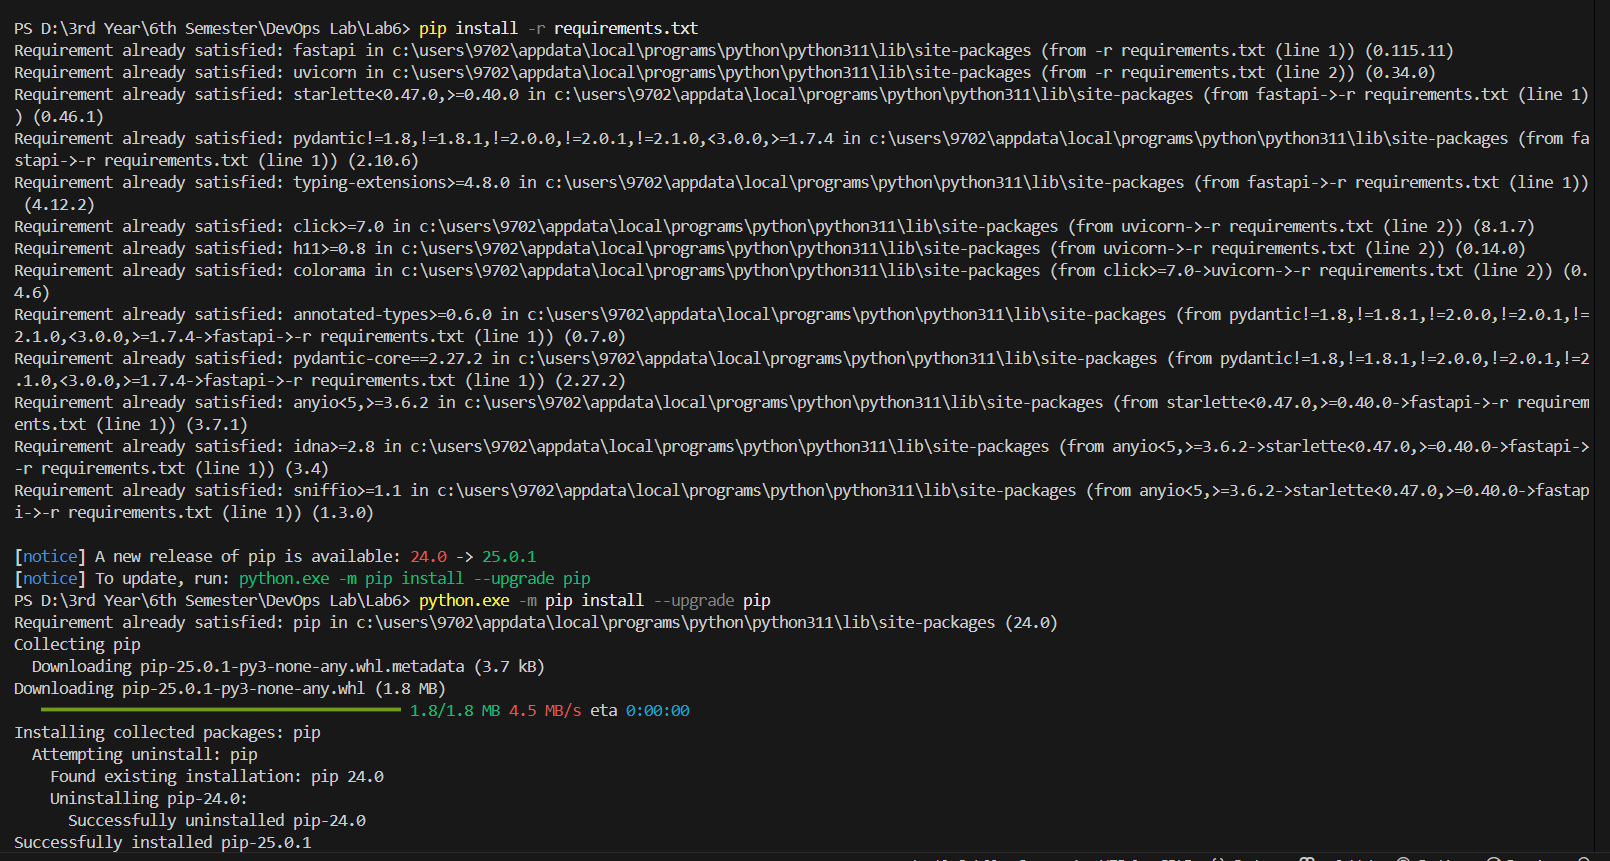 PS D:\3rd Year\6th Semester\DevOps Lab\Lab6> pip install -r requirements.txt
Requirement already satisfied: fastapi in c:\users\9702\appdata\local\programs\python\python311\lib\site-packages (from -r requirements.txt (line 1)) (0.115.11)
Requirement already satisfied: uvicorn in c:\users\9702\appdata\local\programs\python\python311\lib\site-packages (from -r requirements.txt (line 2)) (0.34.0)
Requirement already satisfied: starlette<0.47.0,>=0.40.0 in c:\users\9702\appdata\local\programs\python\python311\lib\site-packages (from fastapi->-r requirements.txt (line 1)
) (0.46.1)
Requirement already satisfied: pydantic!=1.8,!=1.8.1,!=2.0.0,!=2.0.1,!=2.1.0,<3.0.0,>=1.7.4 in c:\users\9702\appdata\local\programs\python\python311\lib\site-packages (from fa
stapi->-r requirements.txt (line 1)) (2.10.6)
Requirement already satisfied: typing-extensions>=4.8.0 in c:\users\9702\appdata\local\programs\python\python311\lib\site-packages (from fastapi->-r requirements.txt (line 1))
 (4.12.2)
Requirement already satisfied: click>=7.0 in c:\users\9702\appdata\local\programs\python\python311\lib\site-packages (from uvicorn->-r requirements.txt (line 2)) (8.1.7)
Requirement already satisfied: h11>=0.8 in c:\users\9702\appdata\local\programs\python\python311\lib\site-packages (from uvicorn->-r requirements.txt (line 2)) (0.14.0)
Requirement already satisfied: colorama in c:\users\9702\appdata\local\programs\python\python311\lib\site-packages (from click>=7.0->uvicorn->-r requirements.txt (line 2)) (0.
4.6)
Requirement already satisfied: annotated-types>=0.6.0 in c:\users\9702\appdata\local\programs\python\python311\lib\site-packages (from pydantic!=1.8,!=1.8.1,!=2.0.0,!=2.0.1,!=
2.1.0,<3.0.0,>=1.7.4->fastapi->-r requirements.txt (line 1)) (0.7.0)
Requirement already satisfied: pydantic-core==2.27.2 in c:\users\9702\appdata\local\programs\python\python311\lib\site-packages (from pydantic!=1.8,!=1.8.1,!=2.0.0,!=2.0.1,!=2
.1.0,<3.0.0,>=1.7.4->fastapi->-r requirements.txt (line 1)) (2.27.2)
Requirement already satisfied: anyio<5,>=3.6.2 in c:\users\9702\appdata\local\programs\python\python311\lib\site-packages (from starlette<0.47.0,>=0.40.0->fastapi->-r requirem
ents.txt (line 1)) (3.7.1)
Requirement already satisfied: idna>=2.8 in c:\users\9702\appdata\local\programs\python\python311\lib\site-packages (from anyio<5,>=3.6.2->starlette<0.47.0,>=0.40.0->fastapi->
-r requirements.txt (line 1)) (3.4)
Requirement already satisfied: sniffio>=1.1 in c:\users\9702\appdata\local\programs\python\python311\lib\site-packages (from anyio<5,>=3.6.2->starlette<0.47.0,>=0.40.0->fastap
i->-r requirements.txt (line 1)) (1.3.0)
[notice] A new release of pip is available: 24.0 -> 25.0.1
[notice] To update, run: python.exe -m pip install --upgrade pip
PS D:\3rd Year\6th Semester\DevOps Lab\Lab6> python.exe -m pip install --upgrade pip
Requirement already satisfied: pip in c:\users\9702\appdata\local\programs\python\python311\lib\site-packages (24.0)
Collecting pip
  Downloading pip-25.0.1-py3-none-any.whl.metadata (3.7 kB)
Downloading pip-25.0.1-py3-none-any.whl (1.8 MB)
1.8/1.8 MB 4.5 MB/s eta 0:00:00
Installing collected packages: pip
  Attempting uninstall: pip
    Found existing installation: pip 24.0
    Uninstalling pip-24.0:
      Successfully uninstalled pip-24.0
Successfully installed pip-25.0.1